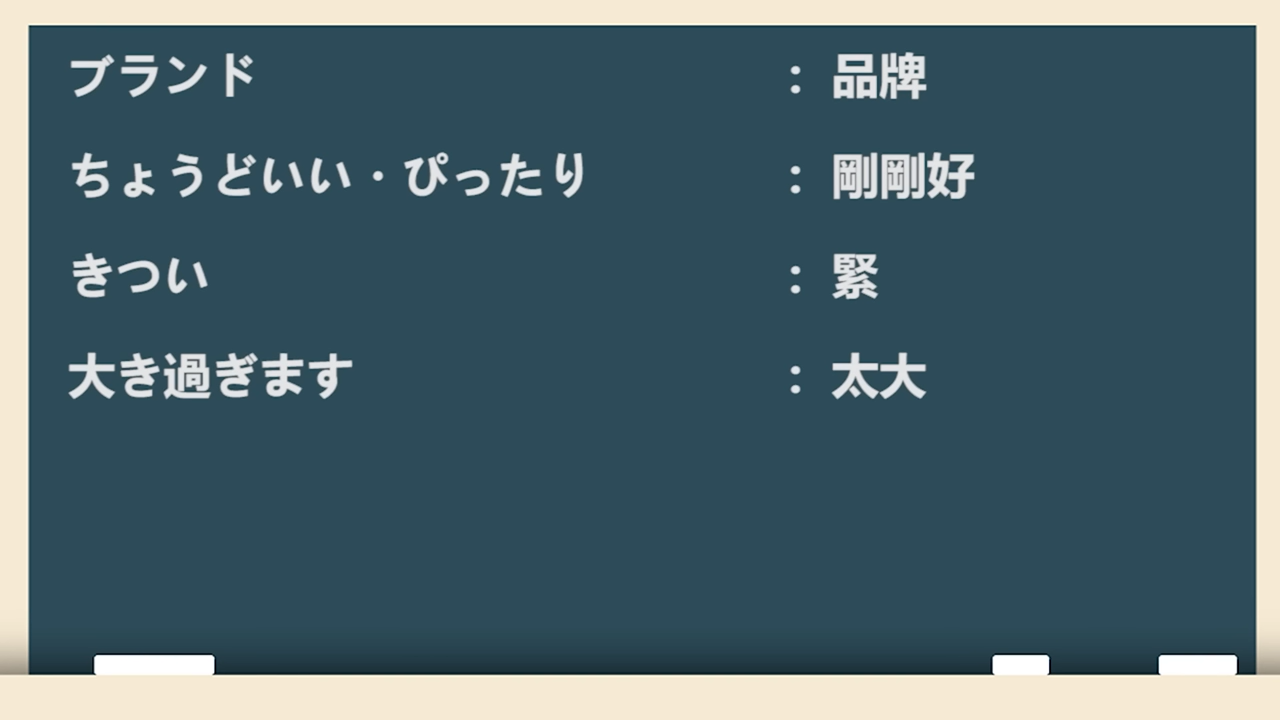 ブランド : 品牌
ちょうどいい・ぴったり : 剛剛好
きつい : 緊
大き過ぎます : 太大